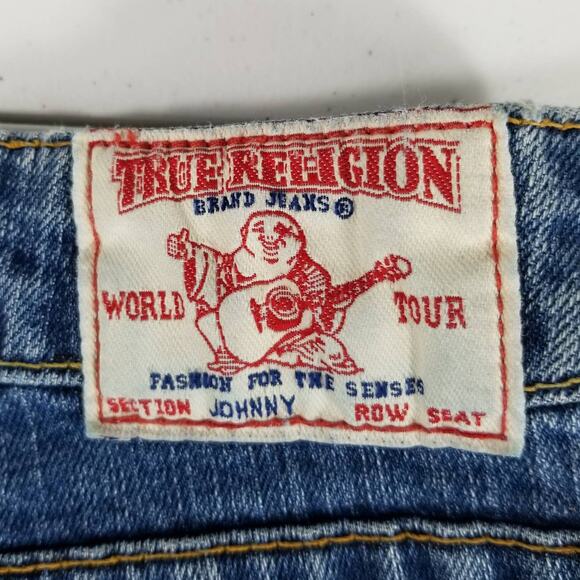 TRUE RELIGION
BRAND JEANS®
WORLD TOUR
FASHION FOR THE SENSES
SECTION JOHNNY ROW SEAT